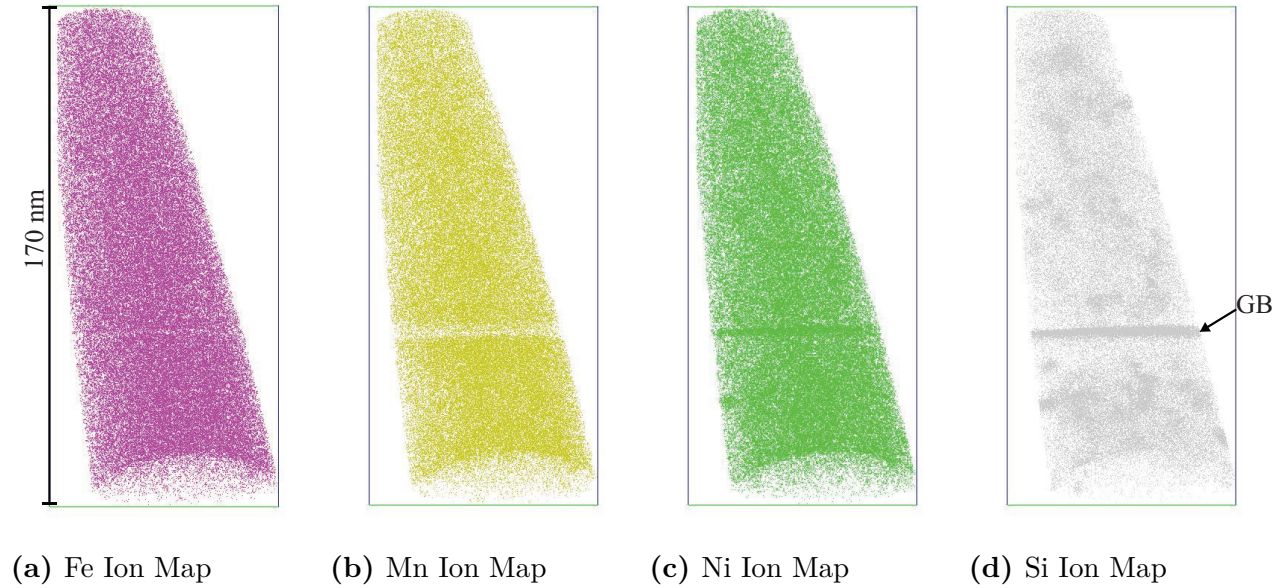 170 nm
GB
(a) Fe Ion Map
(b) Mn Ion Map
(c) Ni Ion Map
(d) Si Ion Map